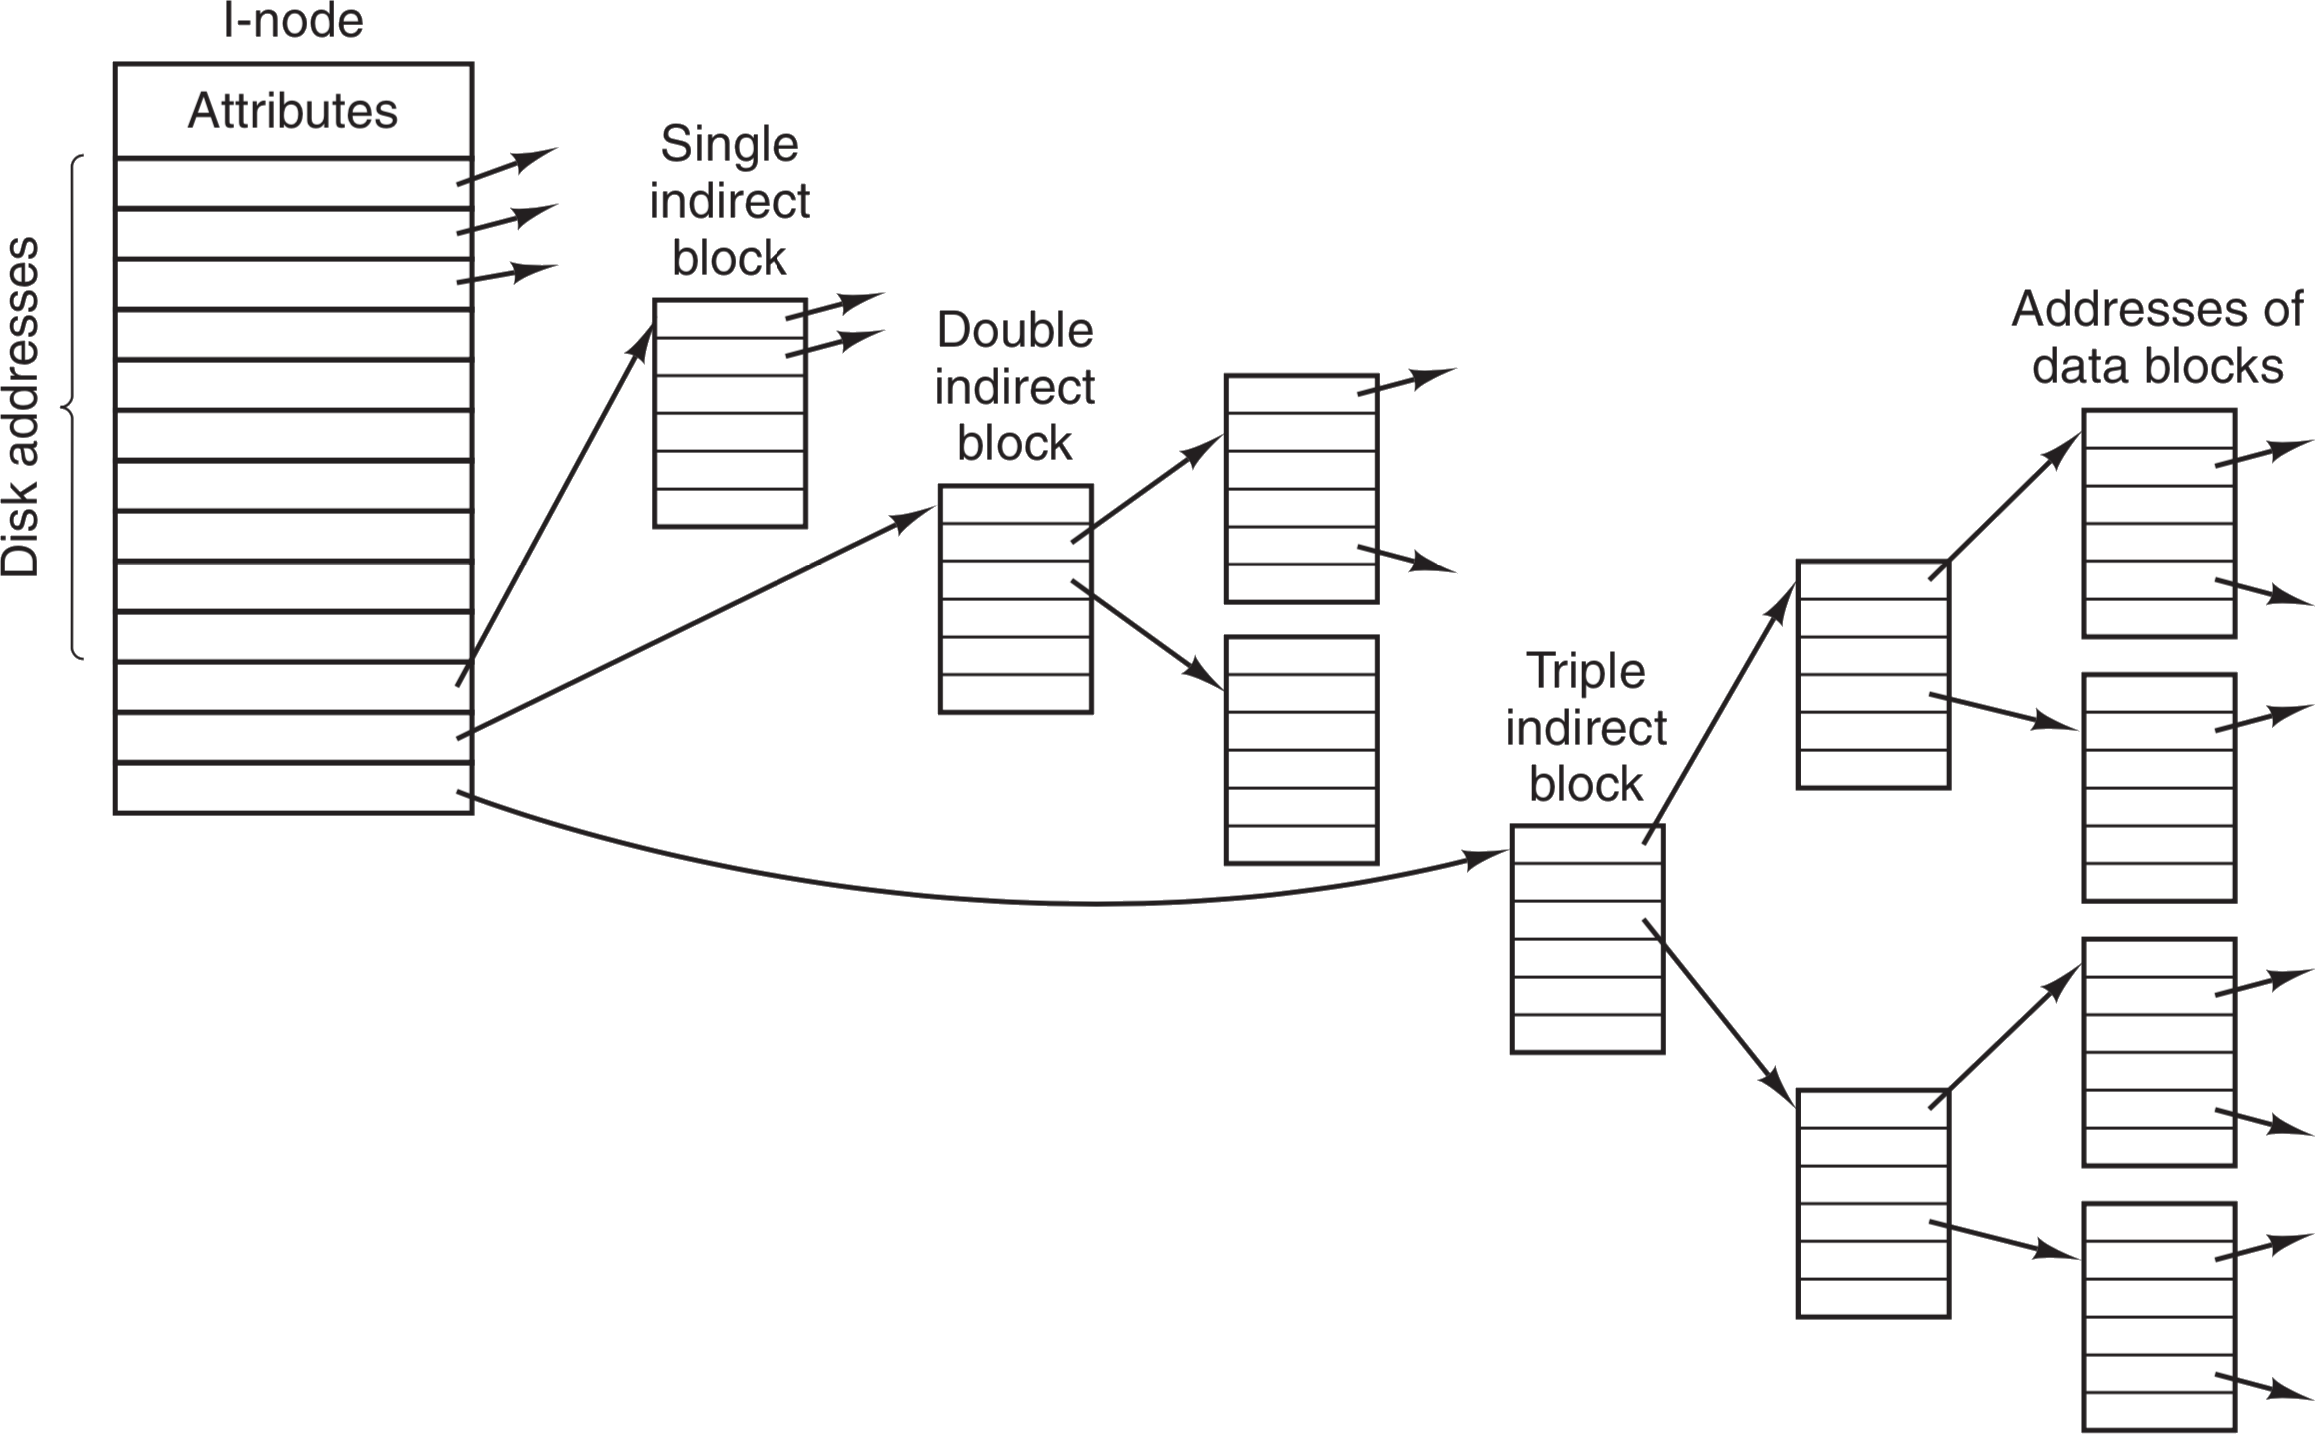 I-node
Attributes
Disk addresses
Single
indirect
block
Double
indirect
block
Triple
indirect
block
Addresses of
data blocks